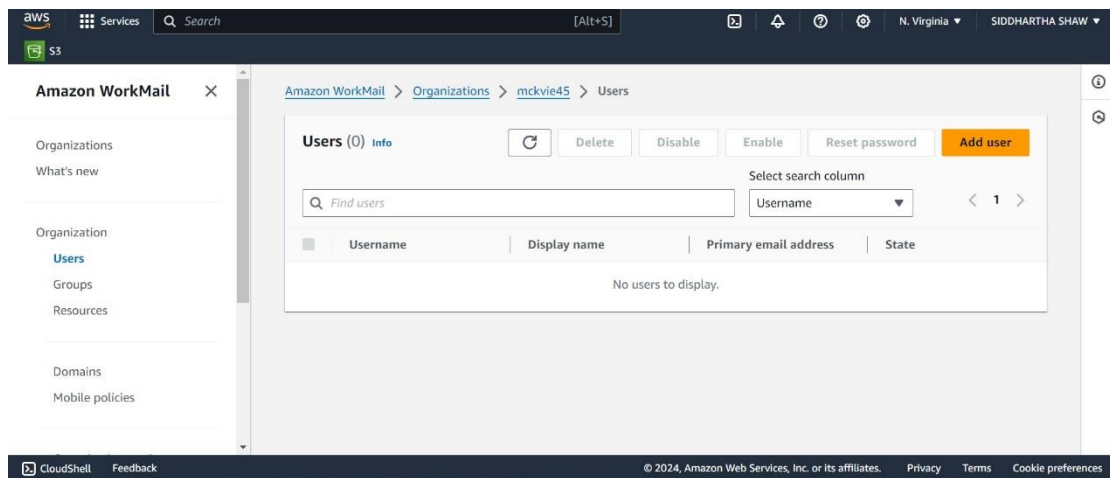 aws Services Search [Alt+S] N. Virginia SIDDHARTHA SHAW
S3
Amazon WorkMail
Organizations
What's new
Organization
Users
Groups
Resources
Domains
Mobile policies
Amazon WorkMail > Organizations > mckvie45 > Users
Users (0) Info Delete Disable Enable Reset password Add user
Select search column
Find users Username 1
Username Display name Primary email address State
No users to display.
CloudShell Feedback © 2024, Amazon Web Services, Inc. or its affiliates. Privacy Terms Cookie preferences